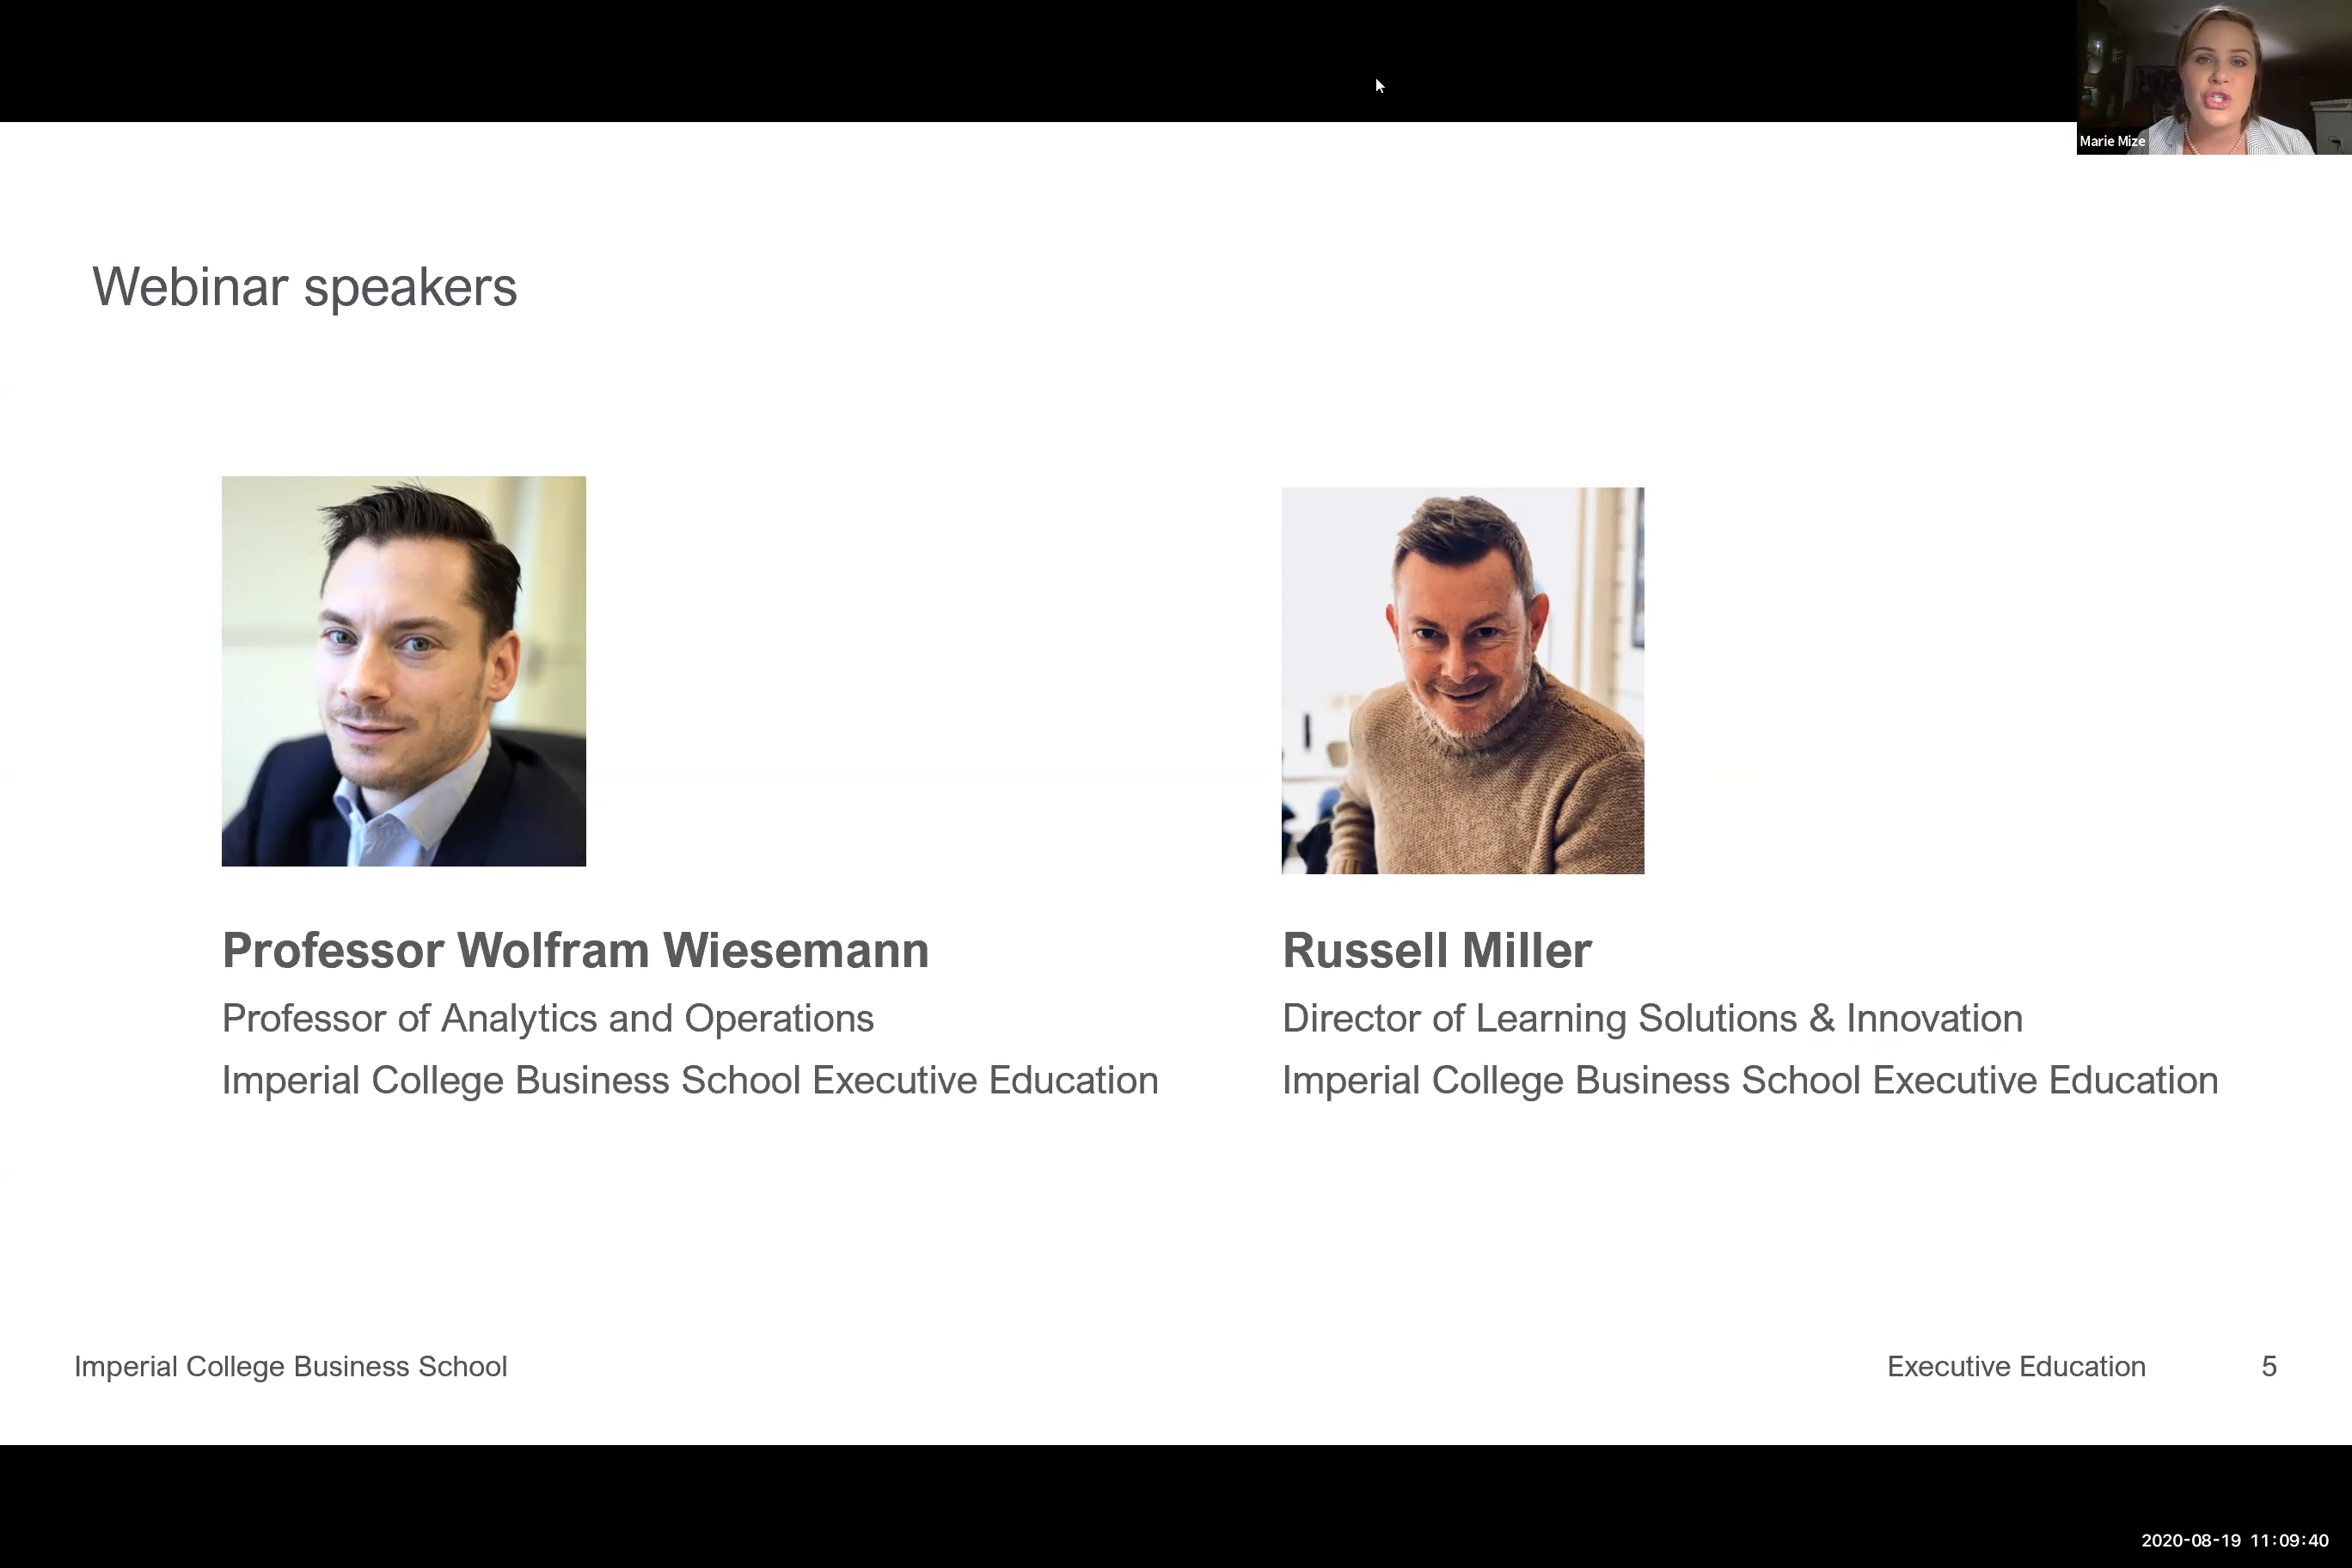 Marie Mize
Webinar speakers
Professor Wolfram Wiesemann
Professor of Analytics and Operations
Imperial College Business School Executive Education
Russell Miller
Director of Learning Solutions & Innovation
Imperial College Business School Executive Education
Imperial College Business School
Executive Education
5
2020-08-19 11:09:40